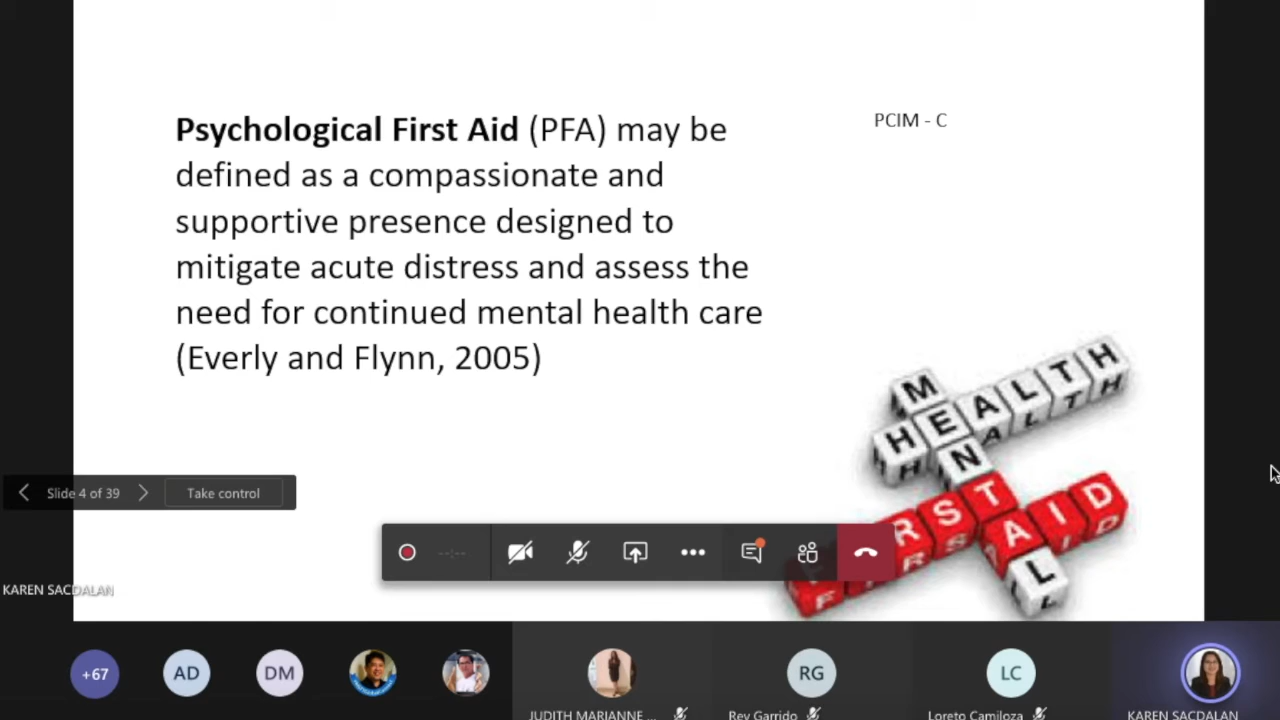 Psychological First Aid (PFA) may be
defined as a compassionate and
supportive presence designed to
mitigate acute distress and assess the
need for continued mental health care
(Everly and Flynn, 2005)
PCIM - C
MENTAL
HEALTH
FIRST
AID
Slide 4 of 39
Take control
--:--
KAREN SACDALAN
+67
AD
DM
JUDITH MARIANNE ...
RG
Rey Garrido
LC
Loreto Camiloza
KAREN SACDALAN